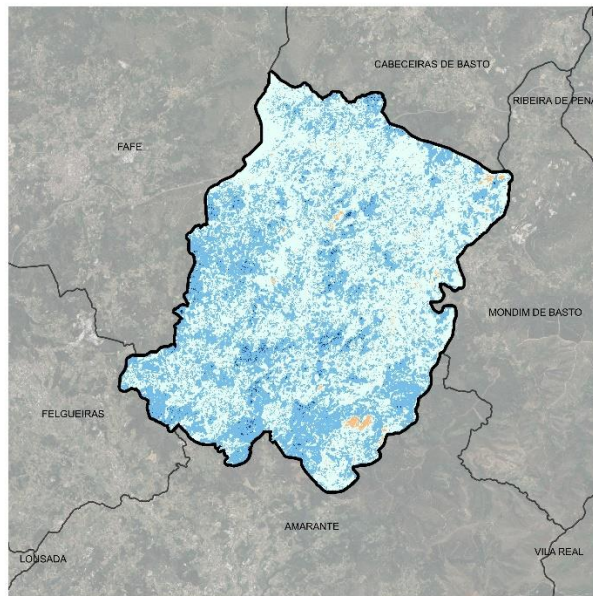 CABECEIRAS DE BASTO
RIBEIRA DE PENA
FAFE
MONDIM DE BASTO
FELGUEIRAS
AMARANTE
LOUSADA
VILA REAL